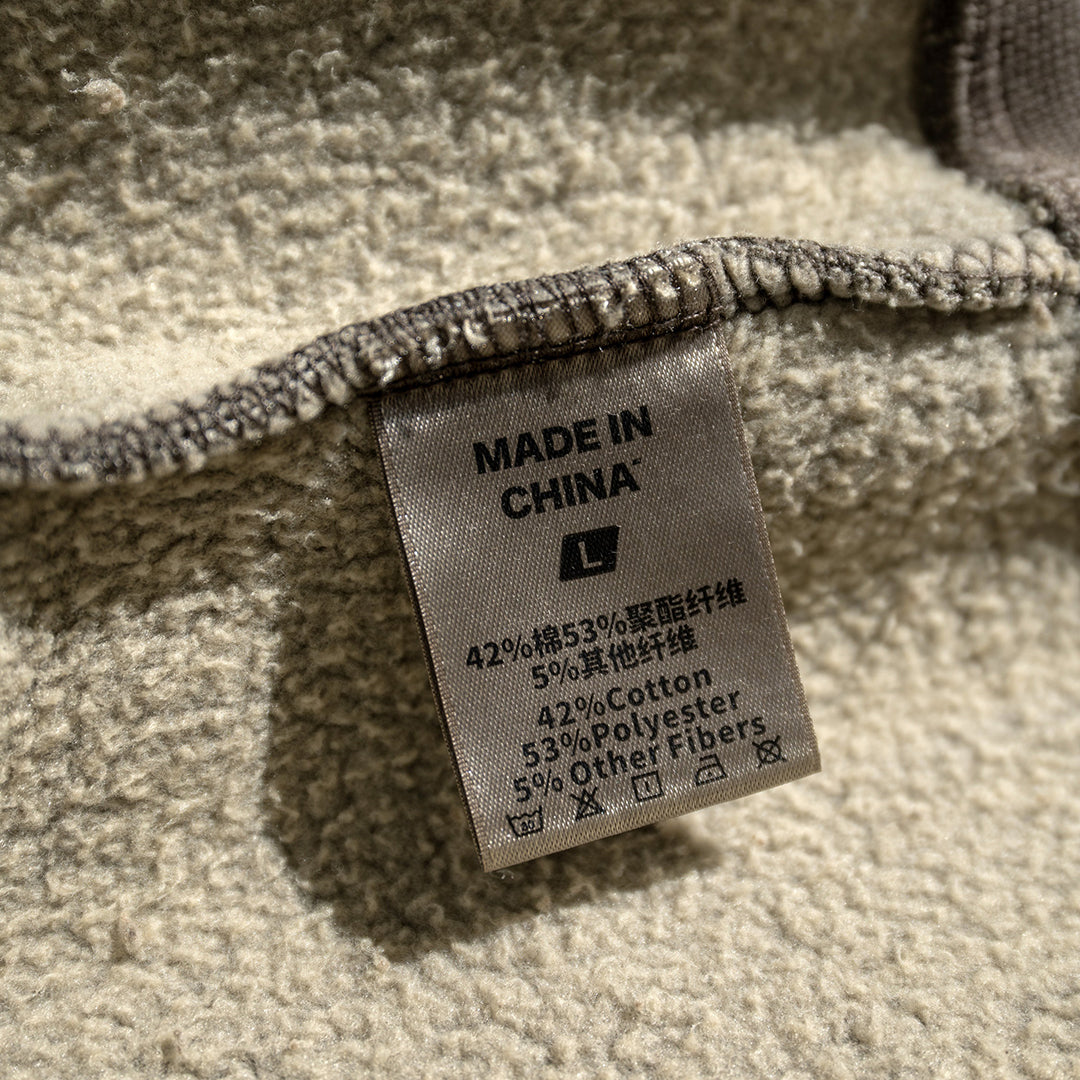 MADE IN
CHINA
L
42%棉53%聚酯纤维
5%其他纤维
42%Cotton
53%Polyester
5% Other Fibers
30